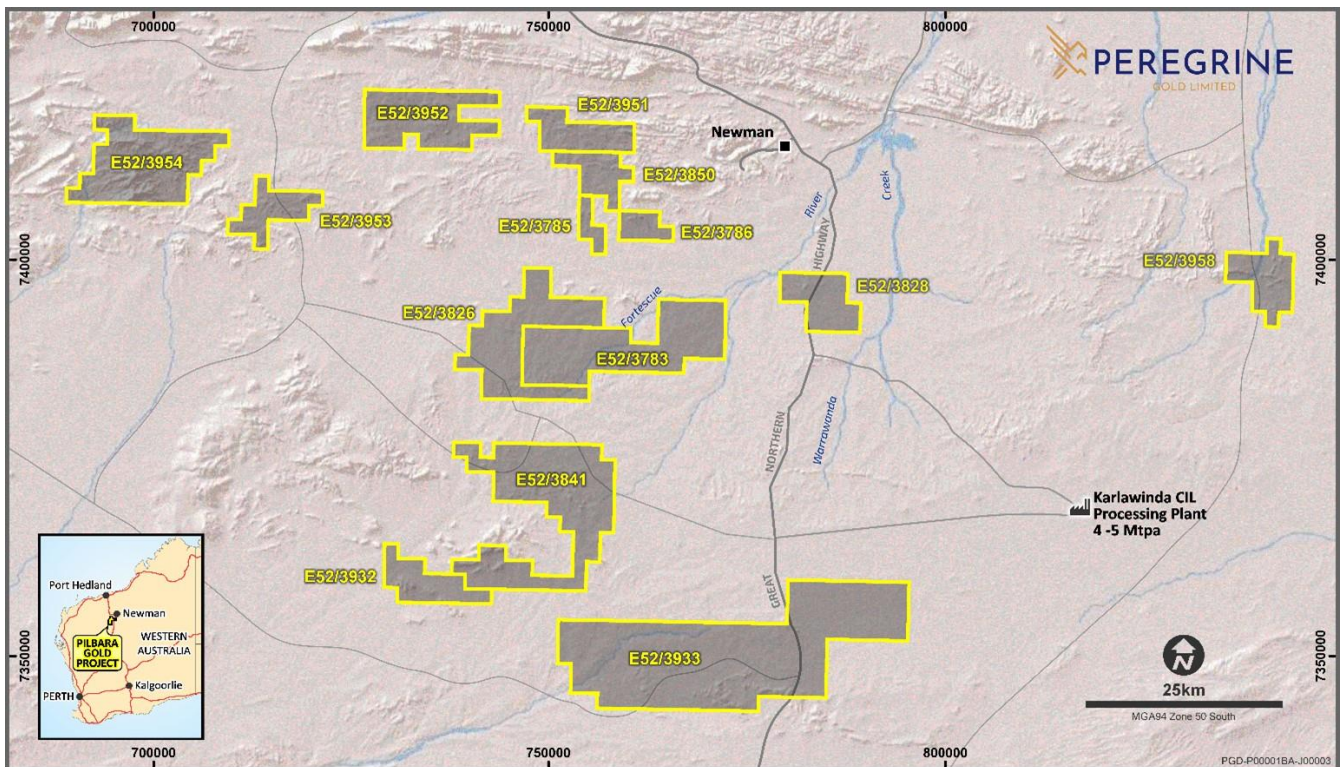 700000
750000
800000
PEREGRINE
GOLD LIMITED
E52/3952
E52/3951
Newman
E52/3954
E52/3850
E52/3953
E52/3785
E52/3786
River
Creek
HIGHWAY
7400000
7400000
E52/3958
E52/3828
E52/3826
Fortescue
E52/3783
NORTHERN
Warrawanda
E52/3841
Karlawinda CIL
Processing Plant
4 -5 Mtpa
E52/3932
GREAT
E52/3933
7350000
7350000
Port Hedland
Newman
PILBARA
GOLD
PROJECT
WESTERN
AUSTRALIA
Kalgoorlie
PERTH
N
25km
MGA94 Zone 50 South
700000
750000
800000
PGD-P00001BA-J00003